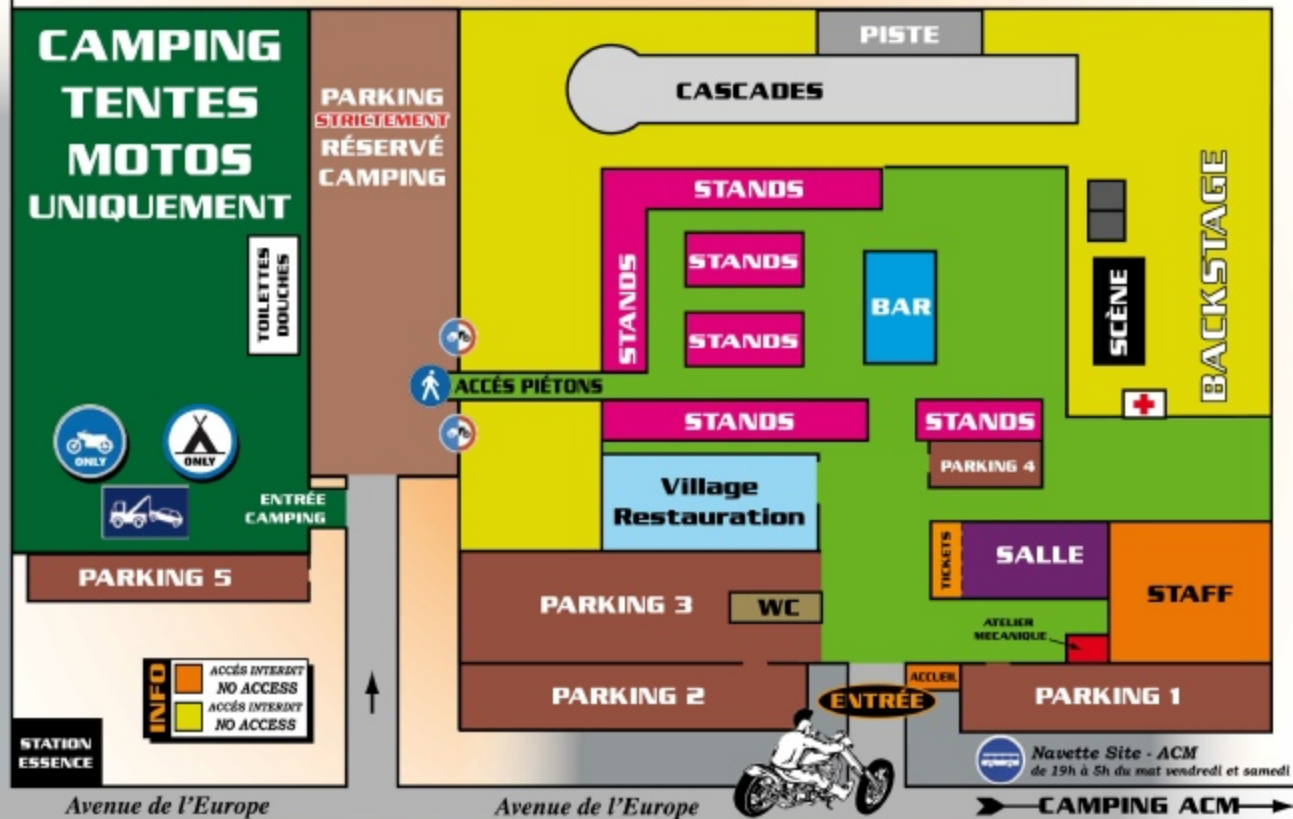 CAMPING
TENTES
MOTOS
UNIQUEMENT
TOILETTES
DOUCHES
ONLY
ONLY
ENTRÉE
CAMPING
PARKING 5
PARKING
STRICTEMENT
RÉSERVÉ
CAMPING
PISTE
CASCADES
STANDS
STANDS
STANDS
STANDS
BAR
SCÈNE
BACKSTAGE
ACCÉS PIÉTONS
STANDS
STANDS
PARKING 4
Village
Restauration
TICKETS
SALLE
STAFF
ATELIER
MECANIQUE
PARKING 3
WC
PARKING 2
ENTRÉE
ACCUEIL
PARKING 1
INFO
ACCÉS INTERDIT
NO ACCESS
ACCÉS INTERDIT
NO ACCESS
STATION
ESSENCE
Navette Site - ACM
de 19h à 5h du mat vendredi et samedi
Avenue de l'Europe
Avenue de l'Europe
CAMPING ACM